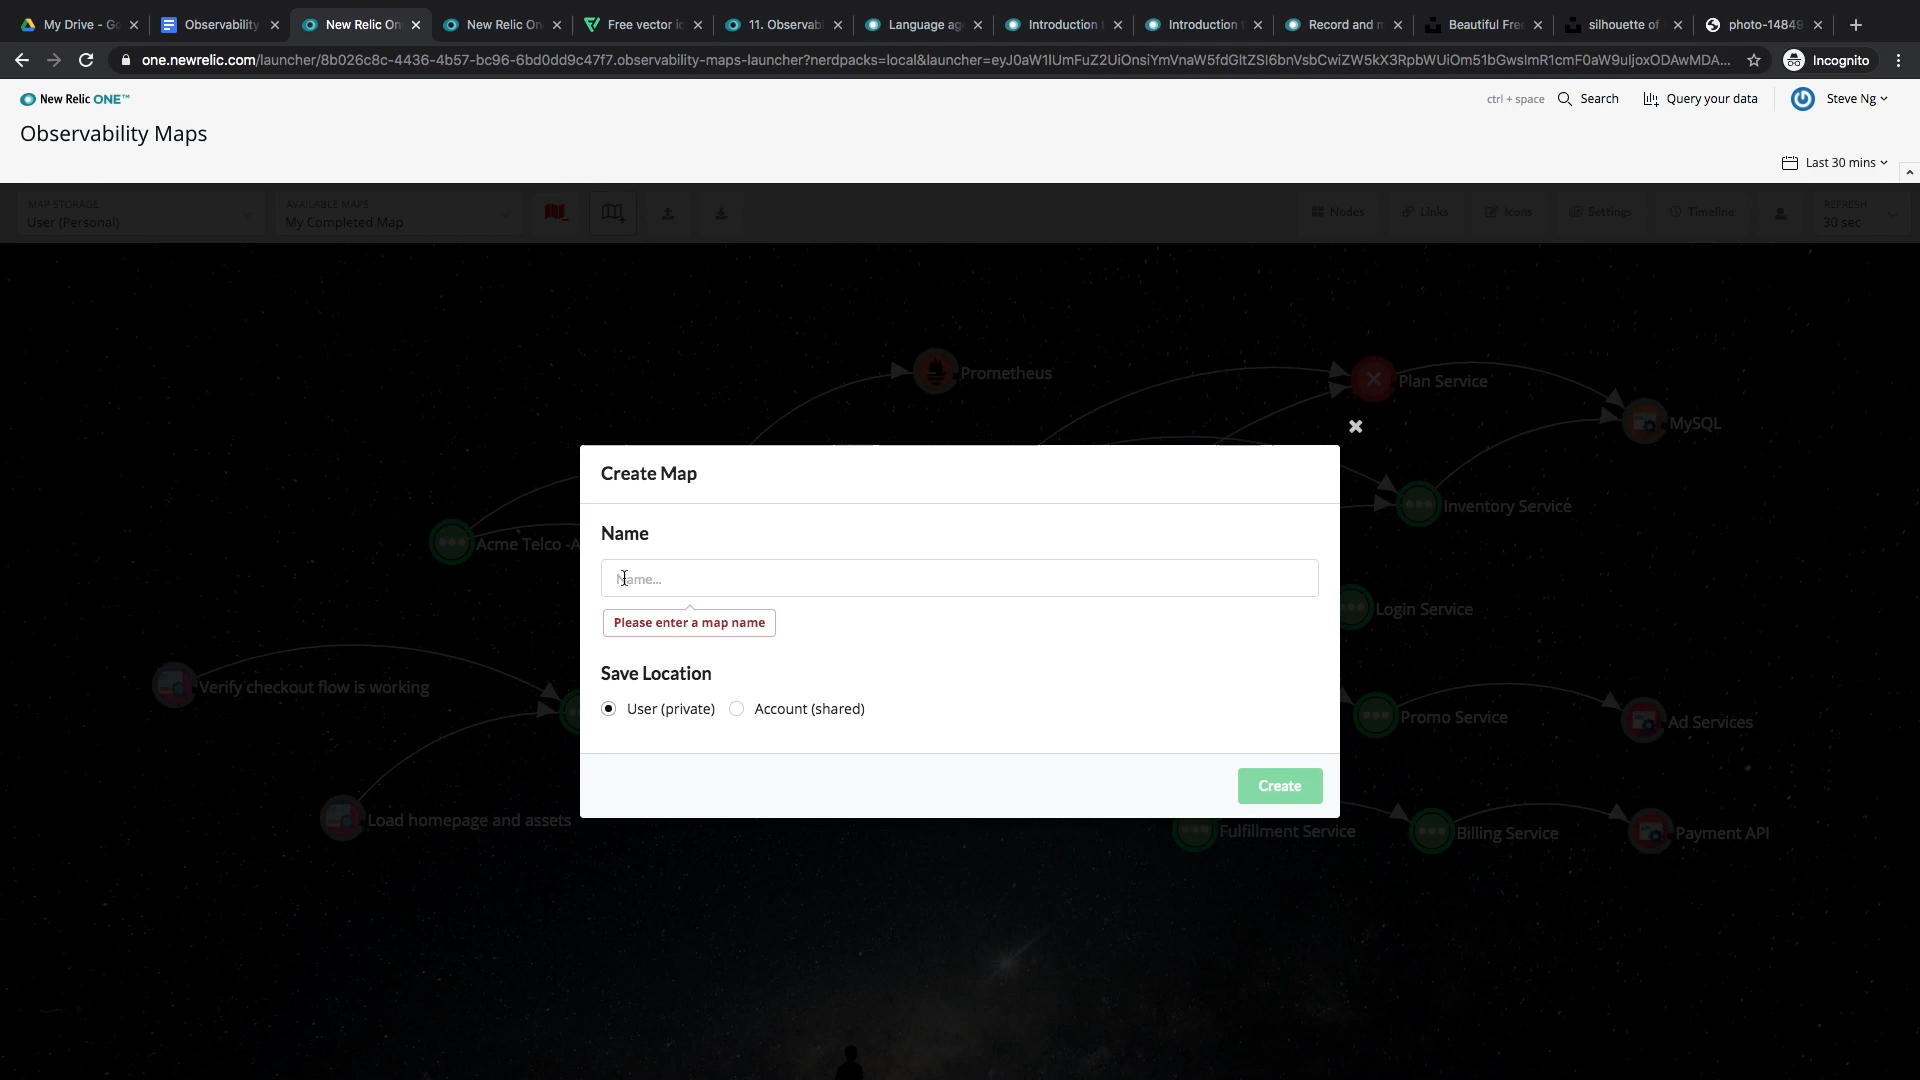 My Drive - Go
Observability
New Relic On
New Relic On
Free vector ic
11. Observab
Language ag
Introduction t
Introduction t
Record and m
Beautiful Free
silhouette of
photo-14849
one.newrelic.com/launcher/8b026c8c-4436-4b57-bc96-6bd0dd9c47f7.observability-maps-launcher?nerdpacks=local&launcher=
Incognito
New Relic ONE™
ctrl + space
Search
Query your data
Steve Ng
Observability Maps
Last 30 mins
MAP STORAGE
User (Personal)
AVAILABLE MAPS
My Completed Map
Nodes
Links
Icons
Settings
Timeline
REFRESH
30 sec
Prometheus
Plan Service
MySQL
Create Map
Name
Inventory Service
Acme Telco -A
Name...
Login Service
Please enter a map name
Save Location
Verify checkout flow is working
User (private)
Account (shared)
Promo Service
Ad Services
Create
Load homepage and assets
Fulfillment Service
Billing Service
Payment API